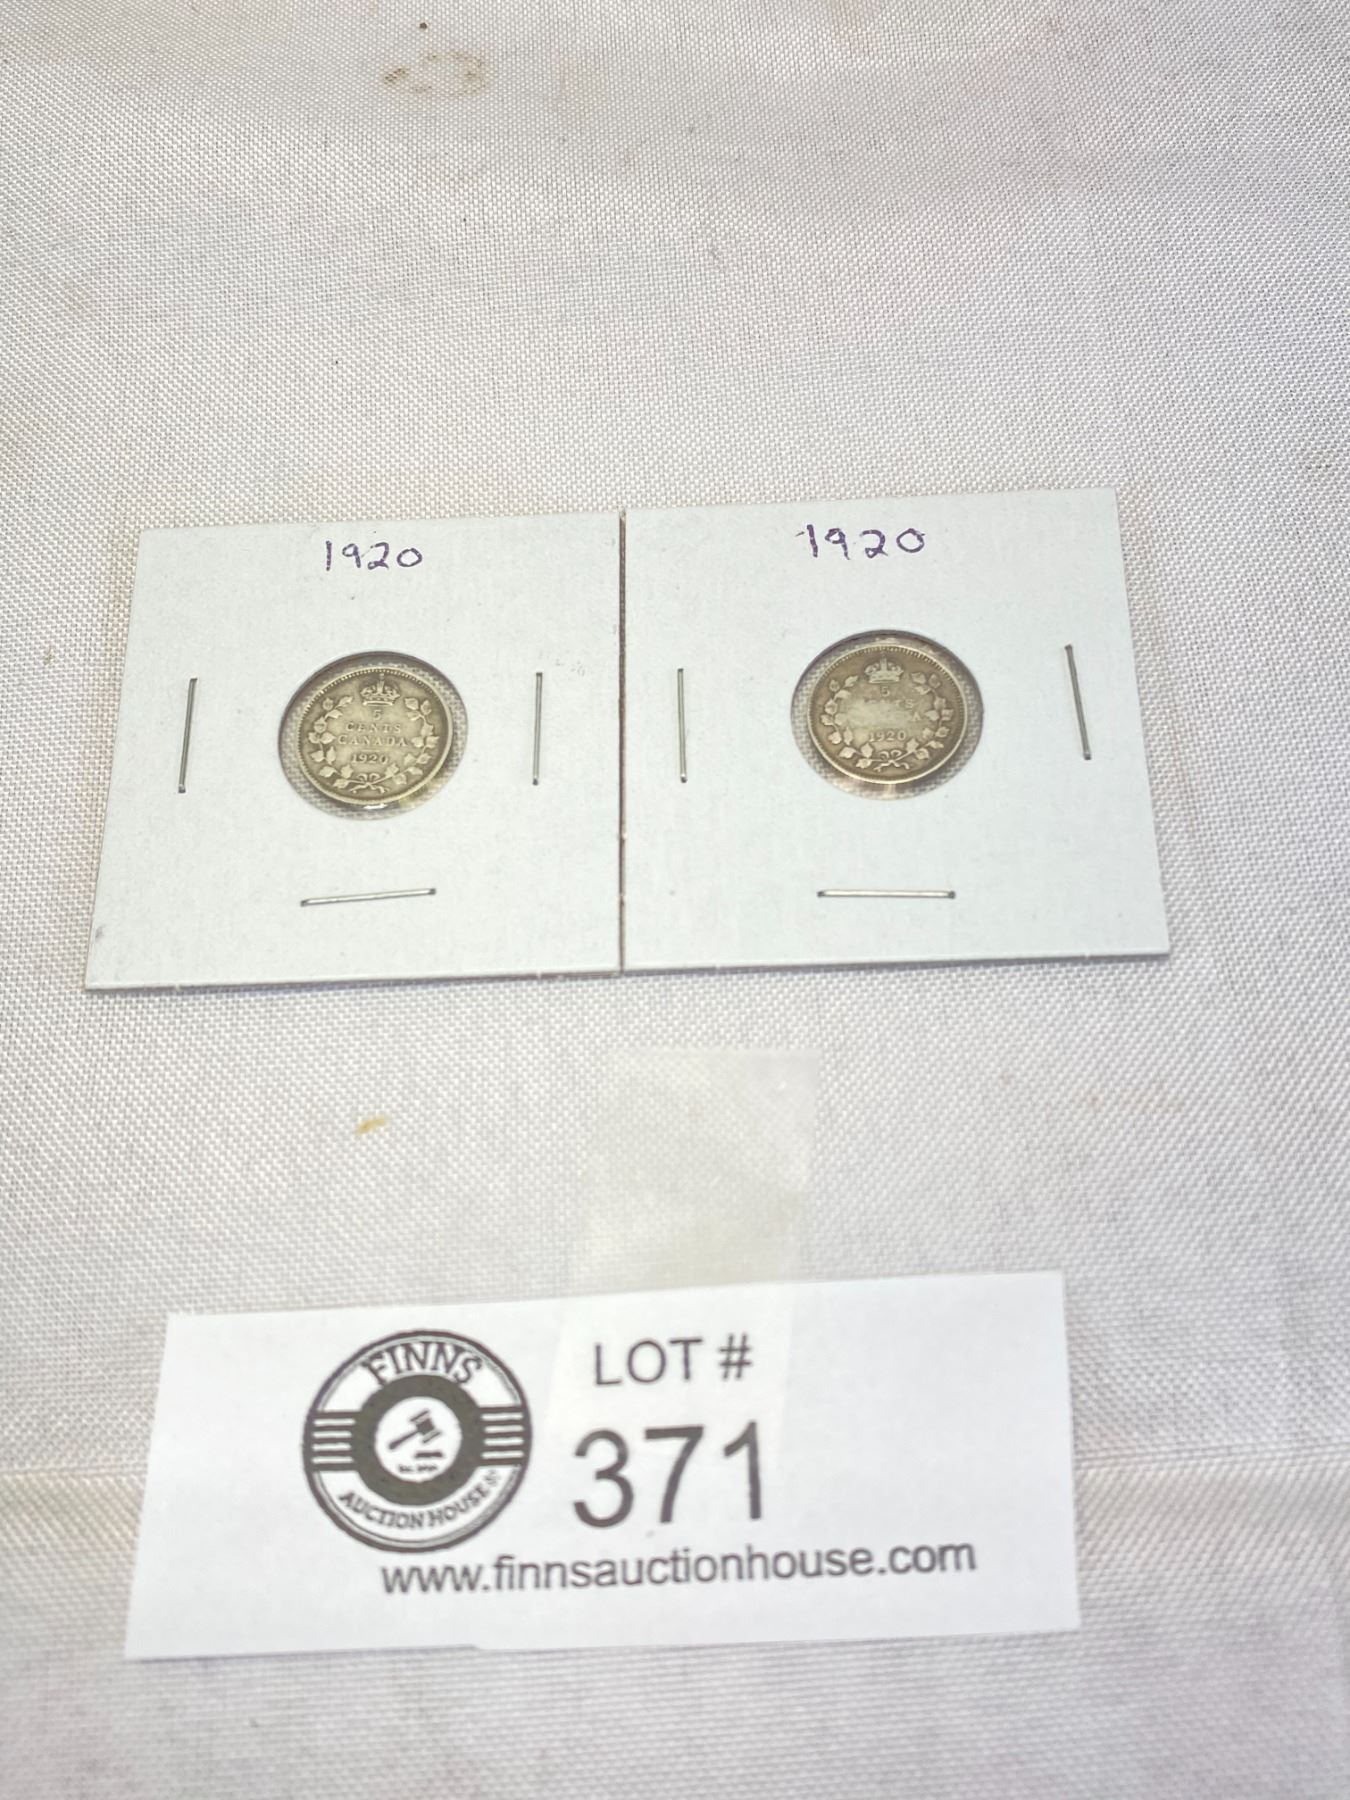 1920
1920
5
CENTS
CANADA
1920
5
1920
FINNS
AUCTION HOUSE
LOT #
371
www.finnsauctionhouse.com